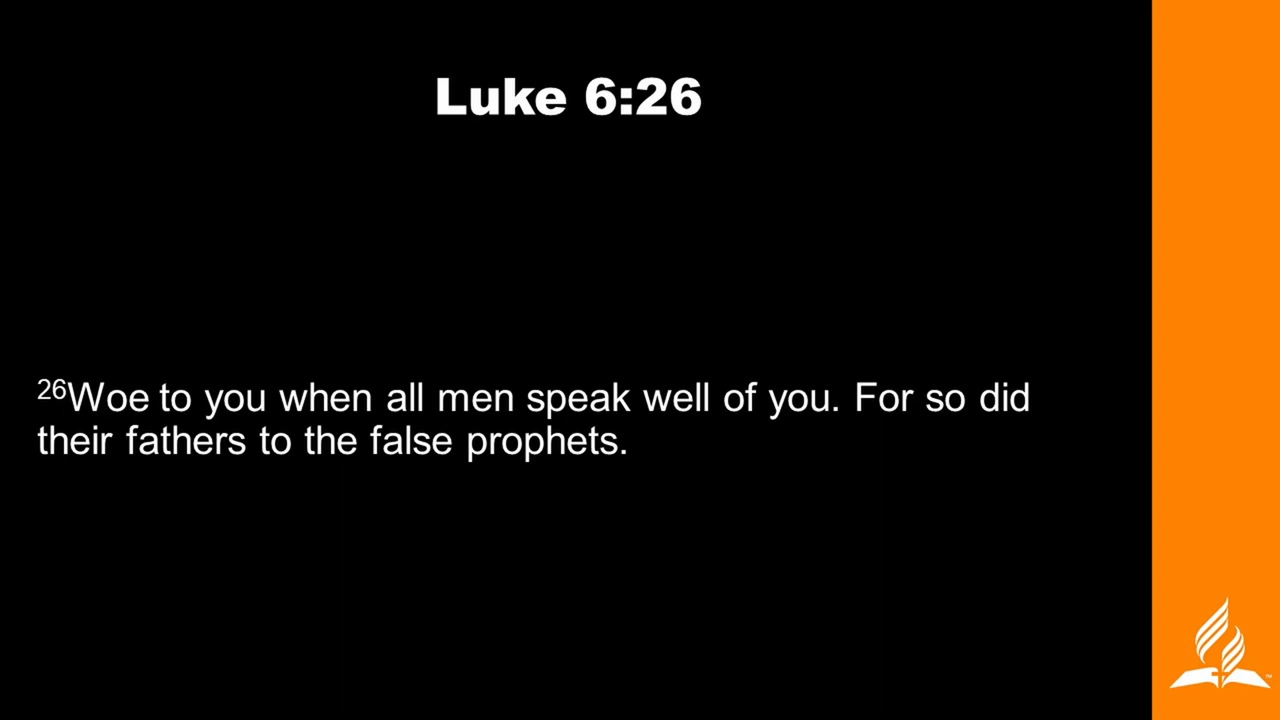 Luke 6:26
26Woe to you when all men speak well of you. For so did
their fathers to the false prophets.